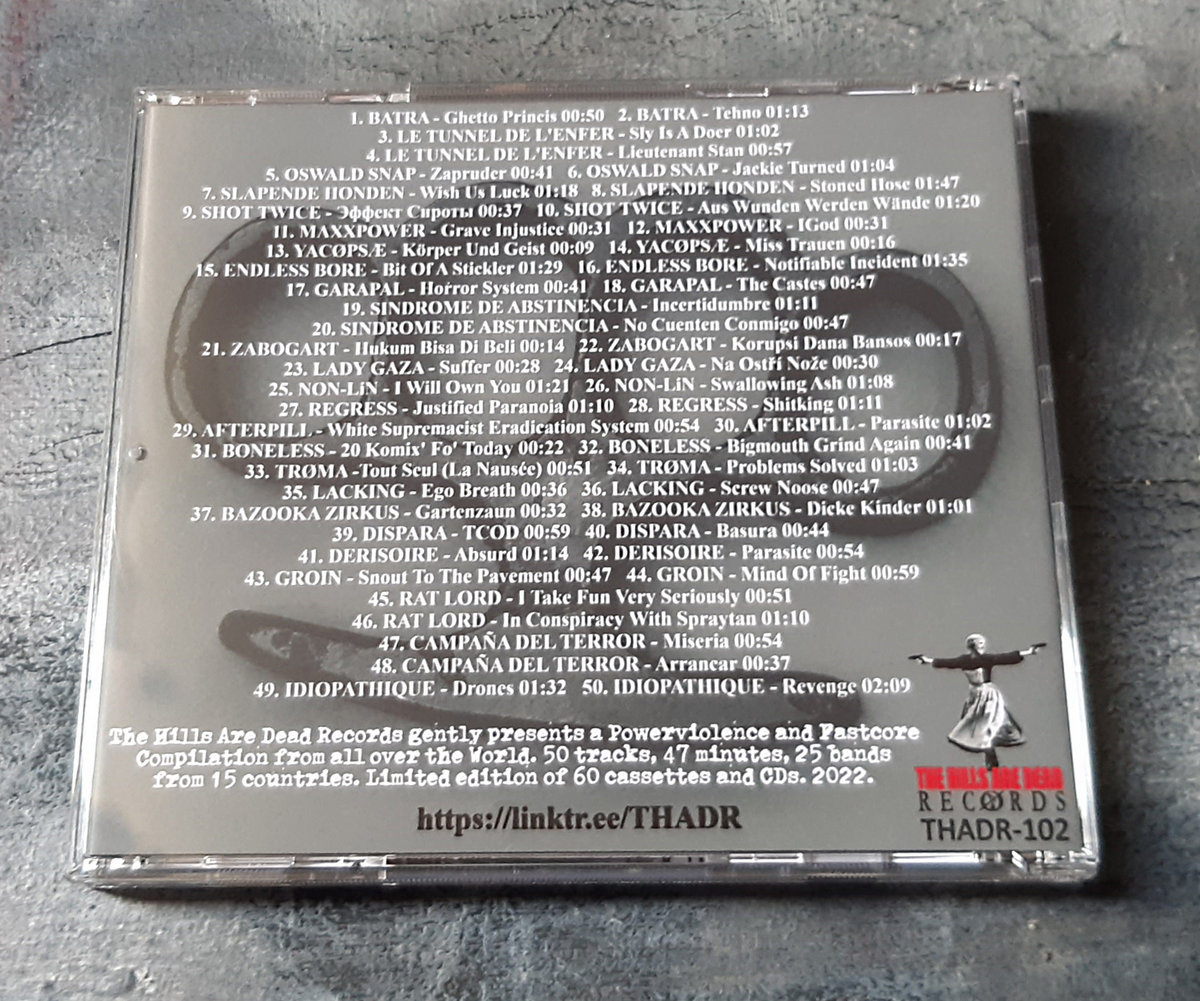 1. BATRA - Ghetto Princis 00:50 2. BATRA - Tehno 01:13
3. LE TUNNEL DE L'ENFER - Sly Is A Doer 01:02
4. LE TUNNEL DE L'ENFER - Lieutenant Stan 00:57
5. OSWALD SNAP - Zapruder 00:41 6. OSWALD SNAP - Jackie Turned 01:04
7. SLAPENDE HONDEN - Wish Us Luck 01:18 8. SLAPENDE HONDEN - Stoned Hose 01:47
9. SHOT TWICE - Эффект Сироты 00:37 10. SHOT TWICE - Aus Wunden Werden Wände 01:20
11. MAXXPOWER - Grave Injustice 00:31 12. MAXXPOWER - IGod 00:31
13. YACØPSÆ - Körper Und Geist 00:09 14. YACØPSÆ - Miss Trauen 00:16
15. ENDLESS BORE - Bit Of A Stickler 01:29 16. ENDLESS BORE - Notifiable Incident 01:35
17. GARAPAL - Horror System 00:41 18. GARAPAL - The Castes 00:47
19. SINDROME DE ABSTINENCIA - Incertidumbre 01:11
20. SINDROME DE ABSTINENCIA - No Cuenten Conmigo 00:47
21. ZABOGART - Hukum Bisa Di Beli 00:14 22. ZABOGART - Korupsi Dana Bansos 00:17
23. LADY GAZA - Suffer 00:28 24. LADY GAZA - Na Ostří Nože 00:30
25. NON-LiN - I Will Own You 01:21 26. NON-LiN - Swallowing Ash 01:08
27. REGRESS - Justified Paranoia 01:10 28. REGRESS - Shitking 01:11
29. AFTERPILL - White Supremacist Eradication System 00:54 30. AFTERPILL - Parasite 01:02
31. BONELESS - 20 Komix' Fo' Today 00:22 32. BONELESS - Bigmouth Grind Again 00:41
33. TRØMA -Tout Seul (La Nausée) 00:51 34. TRØMA - Problems Solved 01:03
35. LACKING - Ego Breath 00:36 36. LACKING - Screw Noose 00:47
37. BAZOOKA ZIRKUS - Gartenzaun 00:32 38. BAZOOKA ZIRKUS - Dicke Kinder 01:01
39. DISPARA - TCOD 00:59 40. DISPARA - Basura 00:44
41. DERISOIRE - Absurd 01:14 42. DERISOIRE - Parasite 00:54
43. GROIN - Snout To The Pavement 00:47 44. GROIN - Mind Of Fight 00:59
45. RAT LORD - I Take Fun Very Seriously 00:51
46. RAT LORD - In Conspiracy With Spraytan 01:10
47. CAMPAÑA DEL TERROR - Miseria 00:54
48. CAMPAÑA DEL TERROR - Arrancar 00:37
49. IDIOPATHIQUE - Drones 01:32 50. IDIOPATHIQUE - Revenge 02:09
The Hills Are Dead Records gently presents a Powerviolence and Fastcore
Compilation from all over the World. 50 tracks, 47 minutes, 25 bands
from 15 countries. Limited edition of 60 cassettes and CDs. 2022.
https://linktr.ee/THADR
THE HILLS ARE DEAD
RECORDS
THADR-102